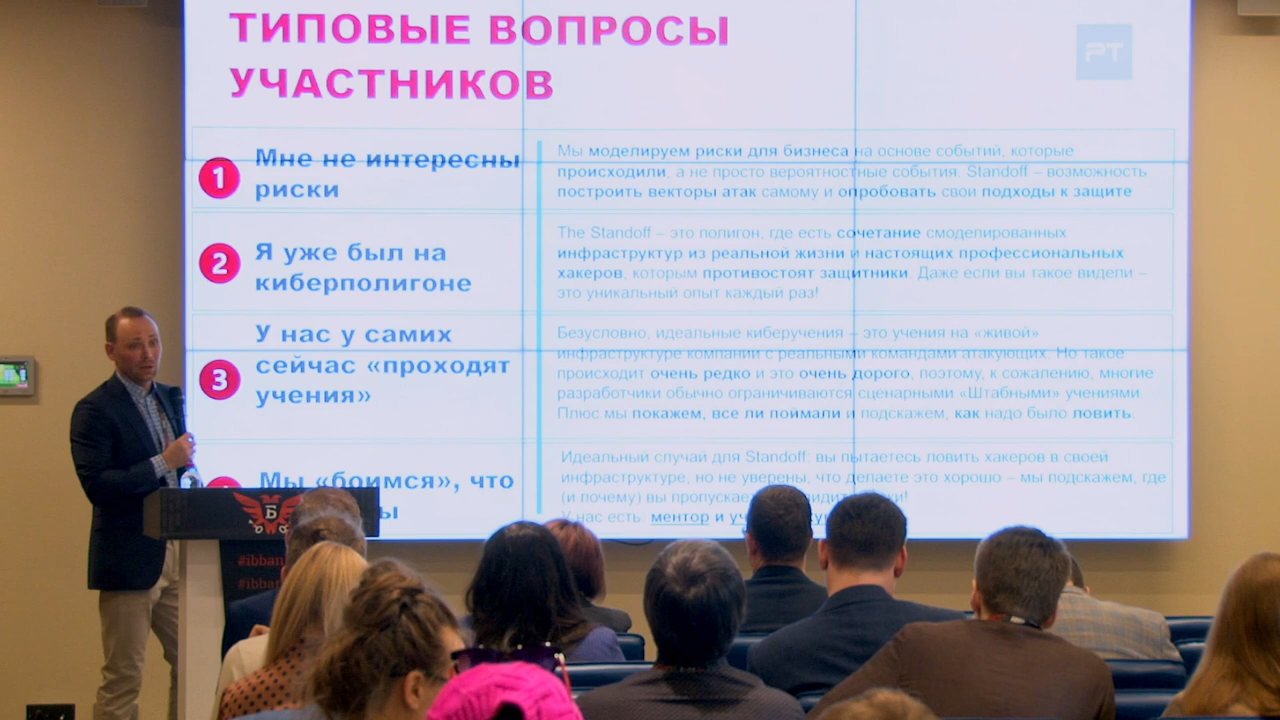 ТИПОВЫЕ ВОПРОСЫ
УЧАСТНИКОВ
PT
1
Мне не интересны
риски
Мы моделируем риски для бизнеса на основе событий, которые
происходили, а не просто вероятностные события. Standoff – возможность
построить векторы атак самому и опробовать свои подходы к защите
2
Я уже был на
киберполигоне
The Standoff – это полигон, где есть сочетание смоделированных
инфраструктур из реальной жизни и настоящих профессиональных
хакеров, которым противостоят защитники. Даже если вы такое видели –
это уникальный опыт каждый раз!
3
У нас у самих
сейчас «проходят
учения»
Безусловно, идеальные киберучения – это учения на «живой»
инфраструктуре компании с реальными командами атакующих. Но такое
происходит очень редко и это очень дорого, поэтому, к сожалению, многие
разработчики обычно ограничиваются сценарными «Штабными» учениями.
Плюс мы покажем, все ли поймали и подскажем, как надо было ловить.
Мы «боимся», что
Идеальный случай для Standoff: вы пытаетесь ловить хакеров в своей
инфраструктуре, но не уверены, что делаете это хорошо – мы подскажем, где
(и почему) вы
У нас есть: ментор и
Б
#ibban
#ibban